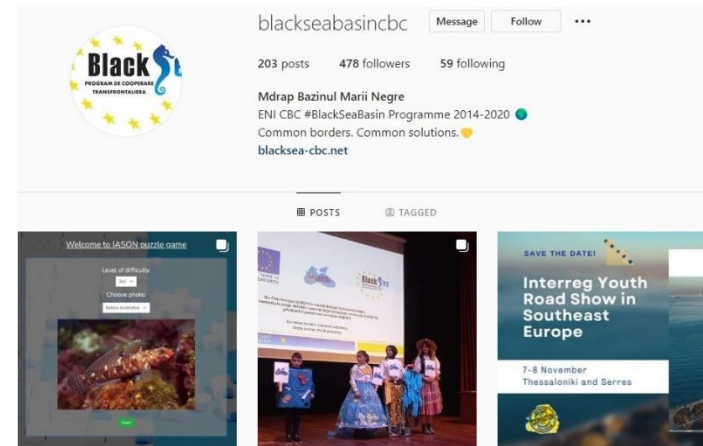 blackseabasincbc Message Follow •••
203 posts 478 followers 59 following
Mdrap Bazinul Marii Negre
ENI CBC #BlackSeaBasin Programme 2014-2020
Common borders. Common solutions.
blacksea-cbc.net
Black
PROGRAM DE COOPERARE
TRANSFRONTALIERA
POSTS TAGGED
Welcome to IASON puzzle game
Level of difficulty
Choose photo:
Black
SAVE THE DATE!
Interreg Youth
Road Show in
Southeast
Europe
7-8 November
Thessaloniki and Serres